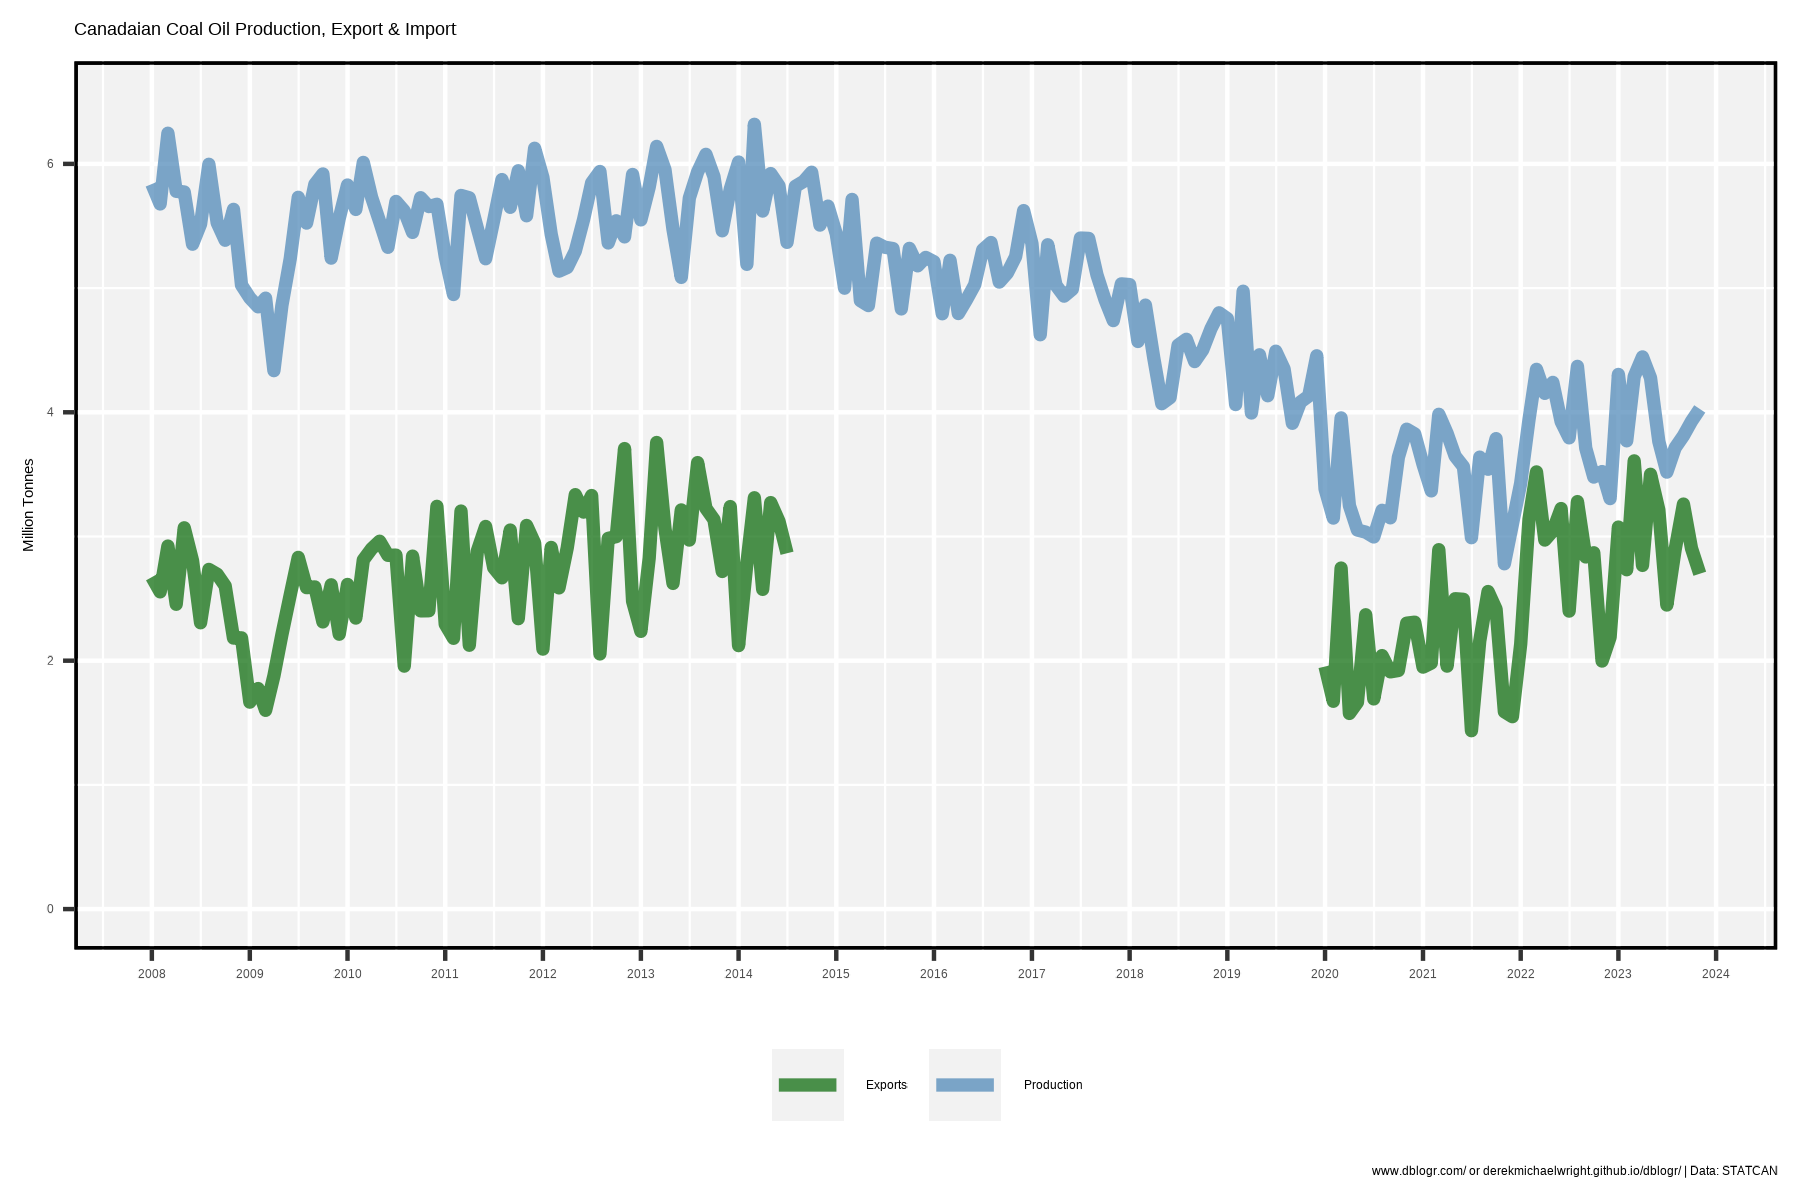 Canadaian Coal Oil Production, Export & Import
Million Tonnes
6
4
2
0
2008 2009 2010 2011 2012 2013 2014 2015 2016 2017 2018 2019 2020 2021 2022 2023 2024
Exports Production
www.dblogr.com/ or derekmichaelwright.github.io/dblogr/ | Data: STATCAN